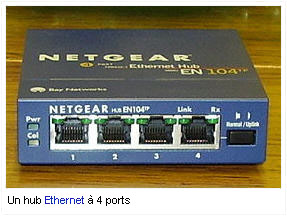 NETGEAR
Ethernet Hub
EN 104TP
Bay Networks
NETGEAR HUB EN104TP
Link Rx
Pwr
Col
Normal / Uplink
1 2 3 4
Un hub Ethernet à 4 ports